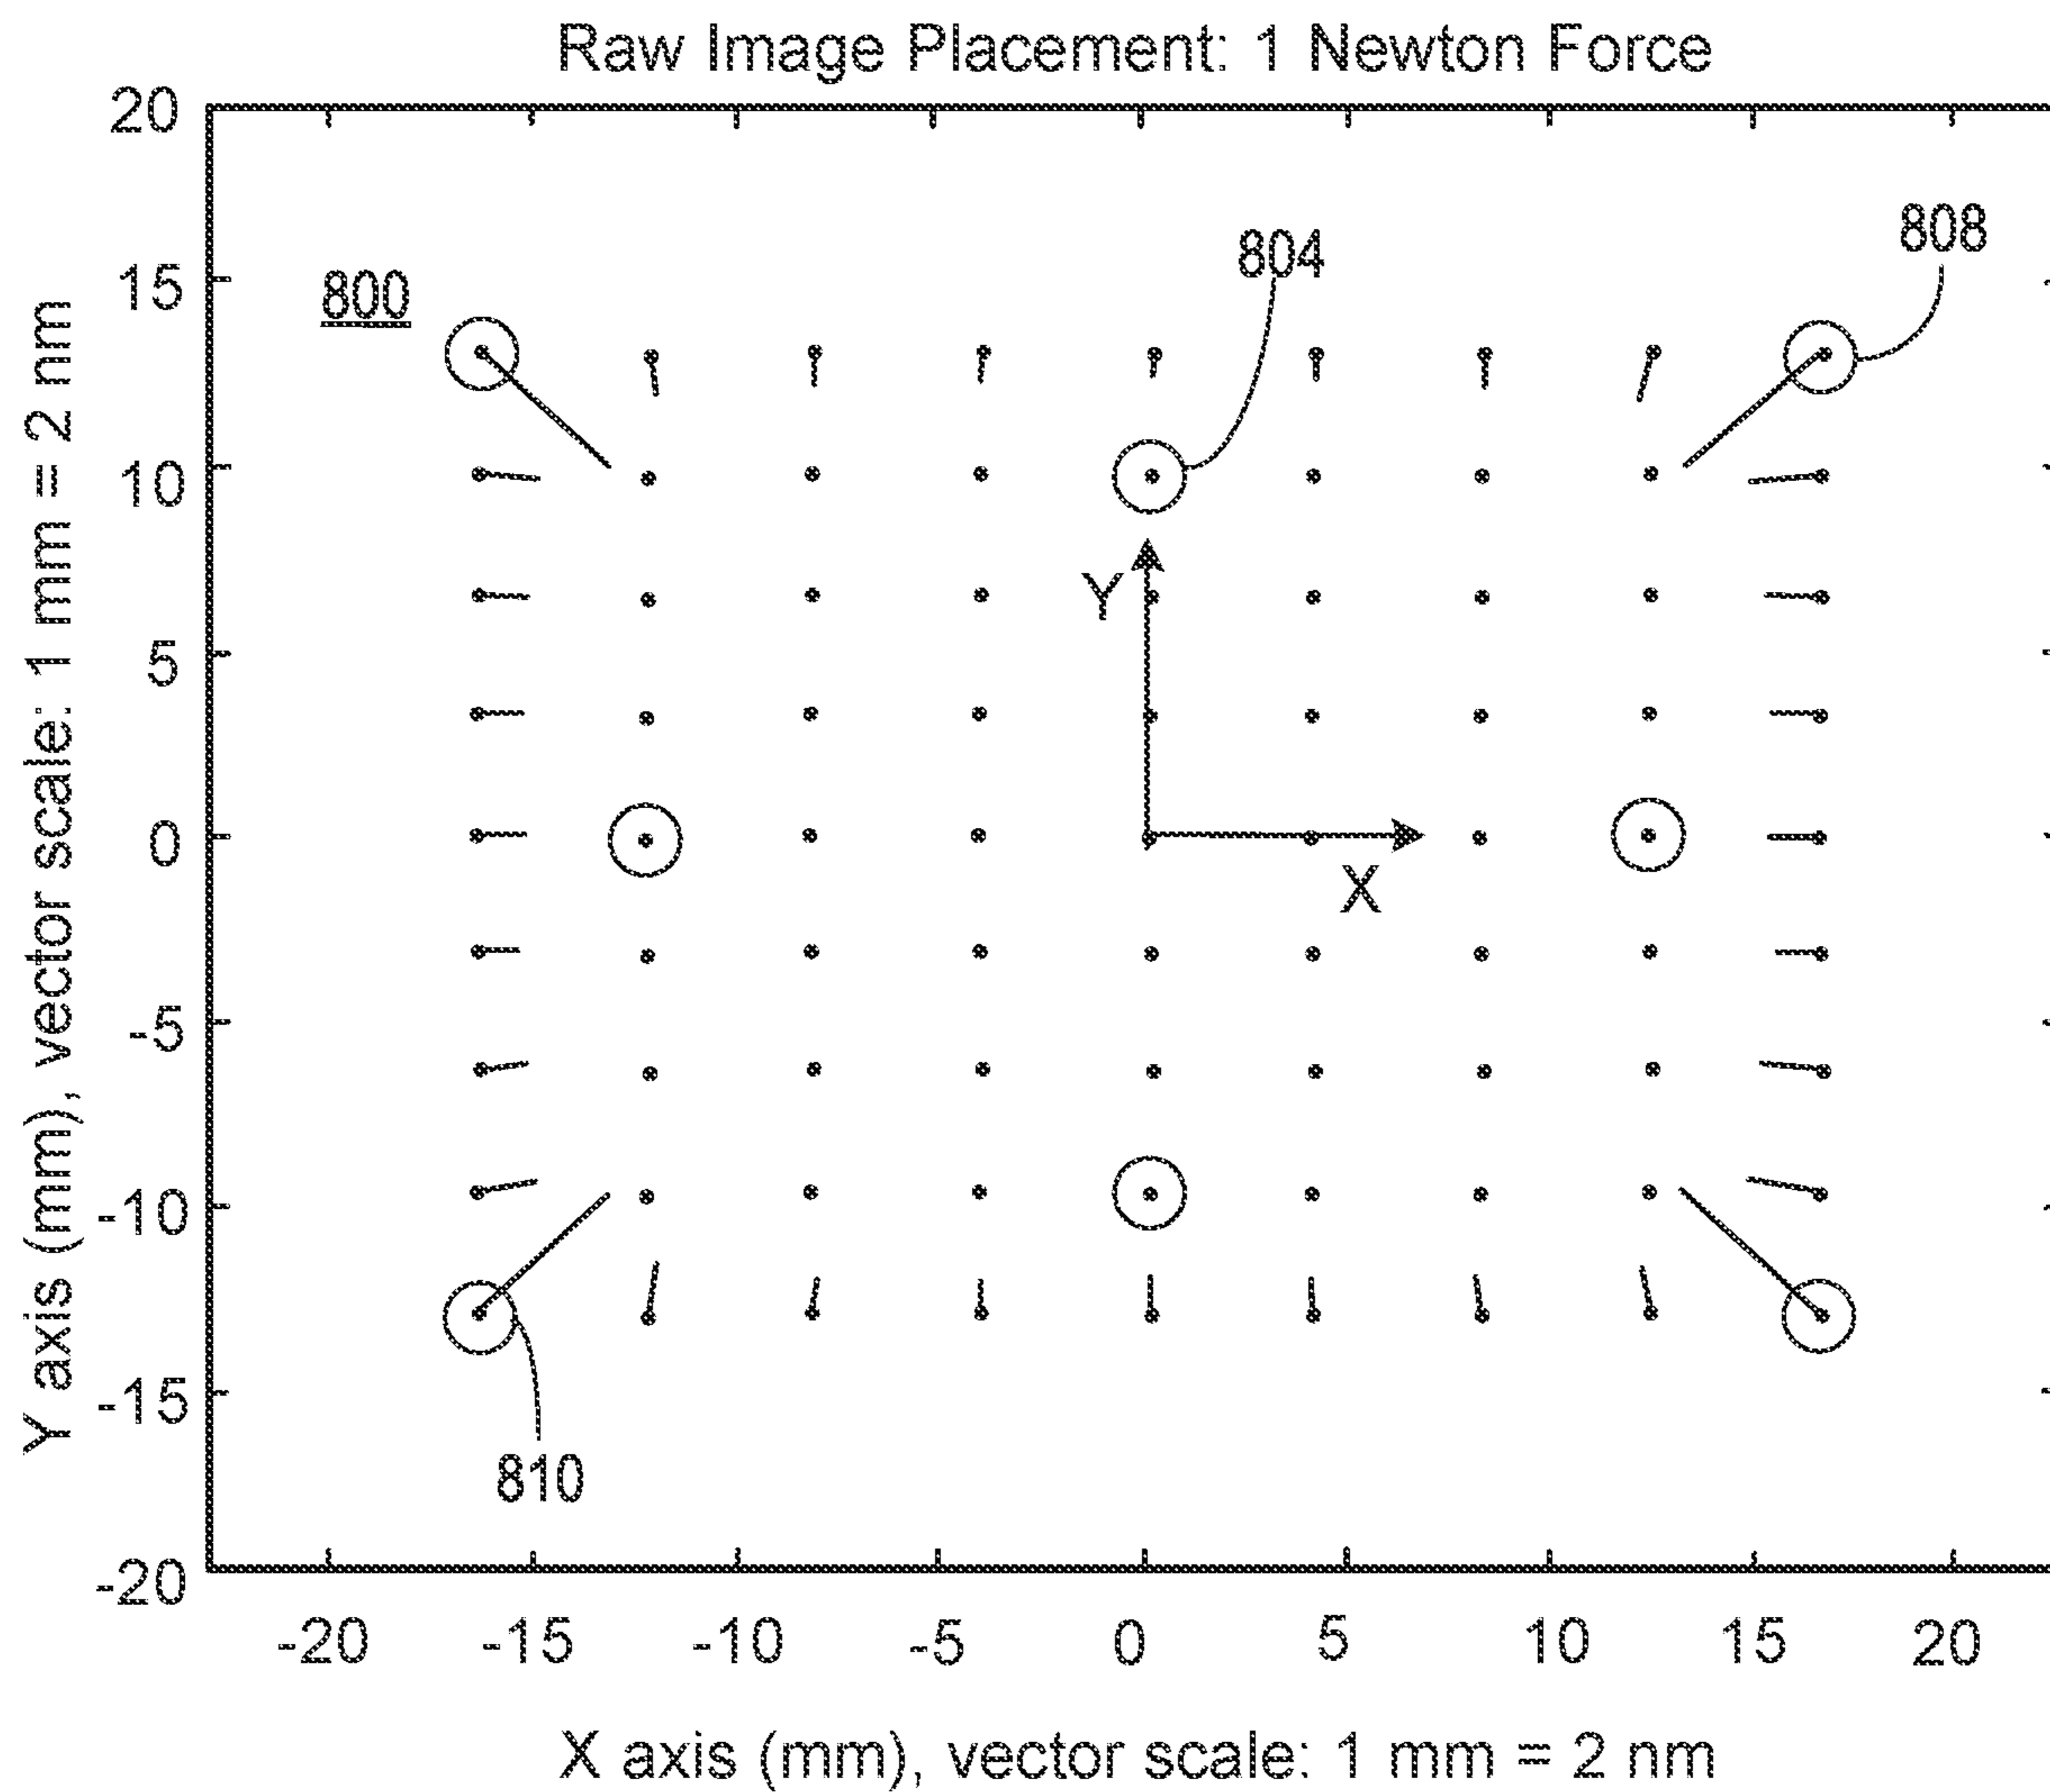 Raw Image Placement: 1 Newton Force
20
15
10
5
0
-5
-10
-15
-20
Y axis (mm), vector scale: 1 mm = 2 nm
800
804
808
Y
X
810
-20 -15 -10 -5 0 5 10 15 20
X axis (mm), vector scale: 1 mm = 2 nm